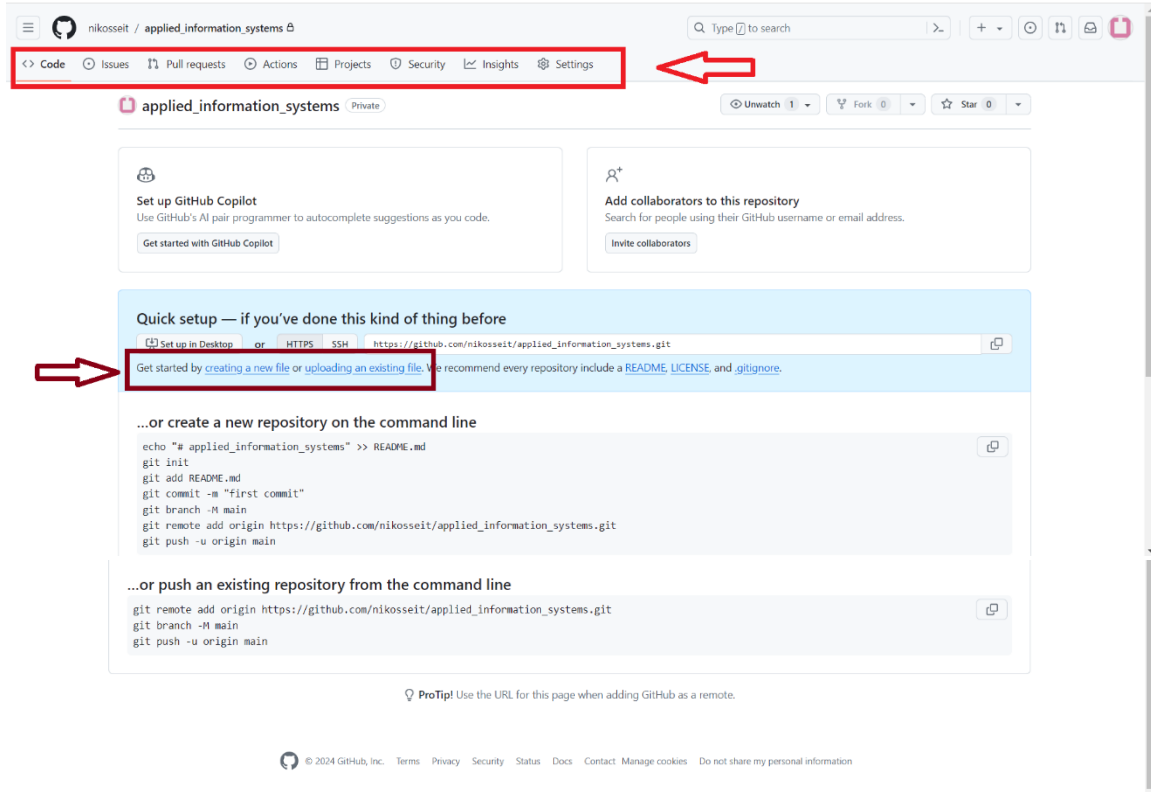 nikosseit / applied_information_systems
Type / to search
Code Issues Pull requests Actions Projects Security Insights Settings
applied_information_systems Private
Unwatch 1 Fork 0 Star 0
Set up GitHub Copilot
Use GitHub's AI pair programmer to autocomplete suggestions as you code.
Get started with GitHub Copilot
Add collaborators to this repository
Search for people using their GitHub username or email address.
Invite collaborators
Quick setup — if you've done this kind of thing before
Set up in Desktop or HTTPS SSH https://github.com/nikosseit/applied_information_systems.git
Get started by creating a new file or uploading an existing file. We recommend every repository include a README, LICENSE, and .gitignore.
...or create a new repository on the command line
echo "# applied_information_systems" >> README.md
git init
git add README.md
git commit -m "first commit"
git branch -M main
git remote add origin https://github.com/nikosseit/applied_information_systems.git
git push -u origin main
...or push an existing repository from the command line
git remote add origin https://github.com/nikosseit/applied_information_systems.git
git branch -M main
git push -u origin main
ProTip! Use the URL for this page when adding GitHub as a remote.
© 2024 GitHub, Inc. Terms Privacy Security Status Docs Contact Manage cookies Do not share my personal information